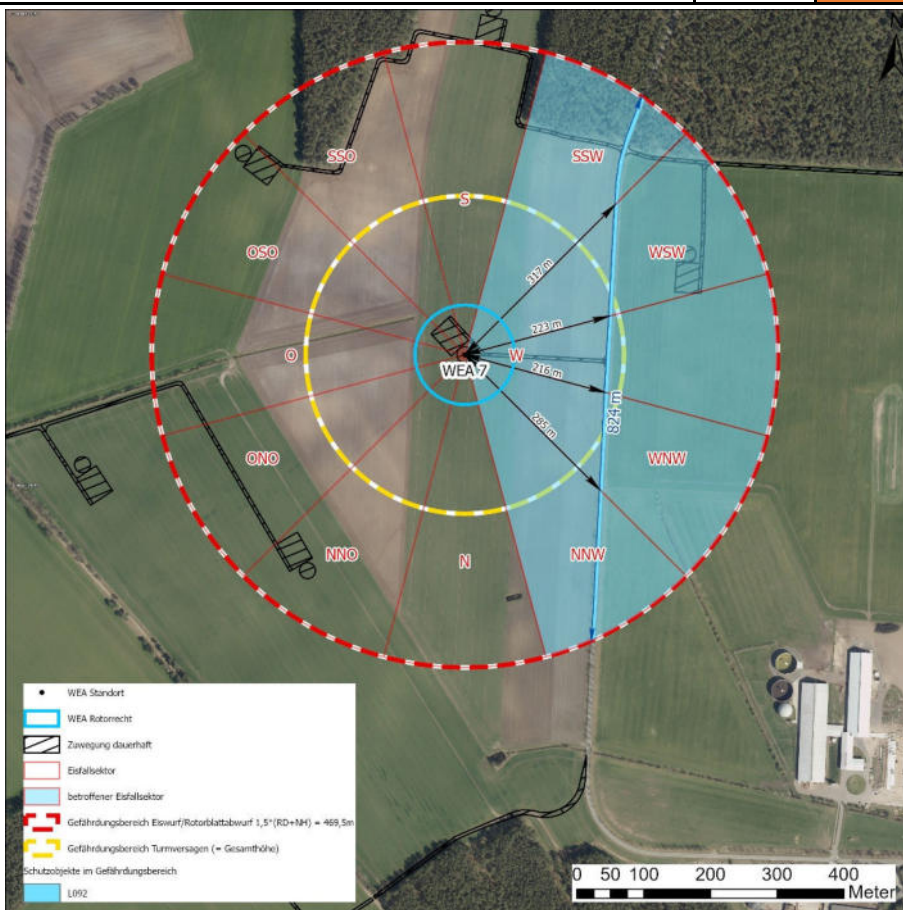 N
SSO
SSW
S
OSO
WSW
317 m
223 m
O
W
WEA 7
216 m
824 m
285 m
ONO
WNW
NNO
NNW
N
WEA Standort
WEA Rotorrecht
Zuwegung dauerhaft
Eisfallsektor
betroffener Eisfallsektor
Gefährdungsbereich Eiswurf/Rotorblattabwurf 1,5*(RD+NH) = 469,5m
Gefährdungsbereich Turmversagen (= Gesamthöhe)
Schutzobjekte im Gefährdungsbereich
L092
0 50 100 200 300 400
Meter